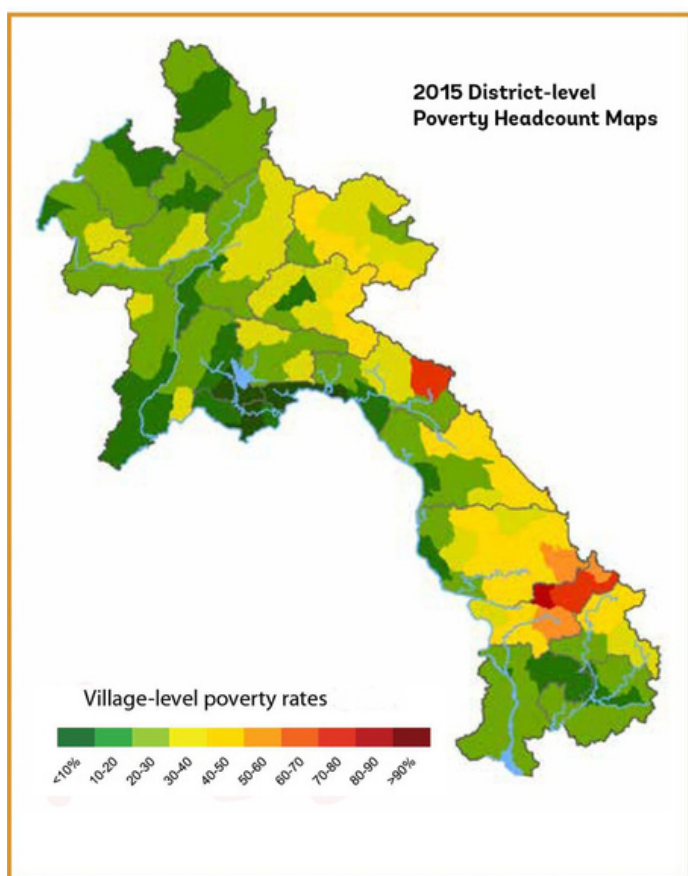 2015 District-level
Poverty Headcount Maps
Village-level poverty rates
<10% 10-20 20-30 30-40 40-50 50-60 60-70 70-80 80-90 >90%